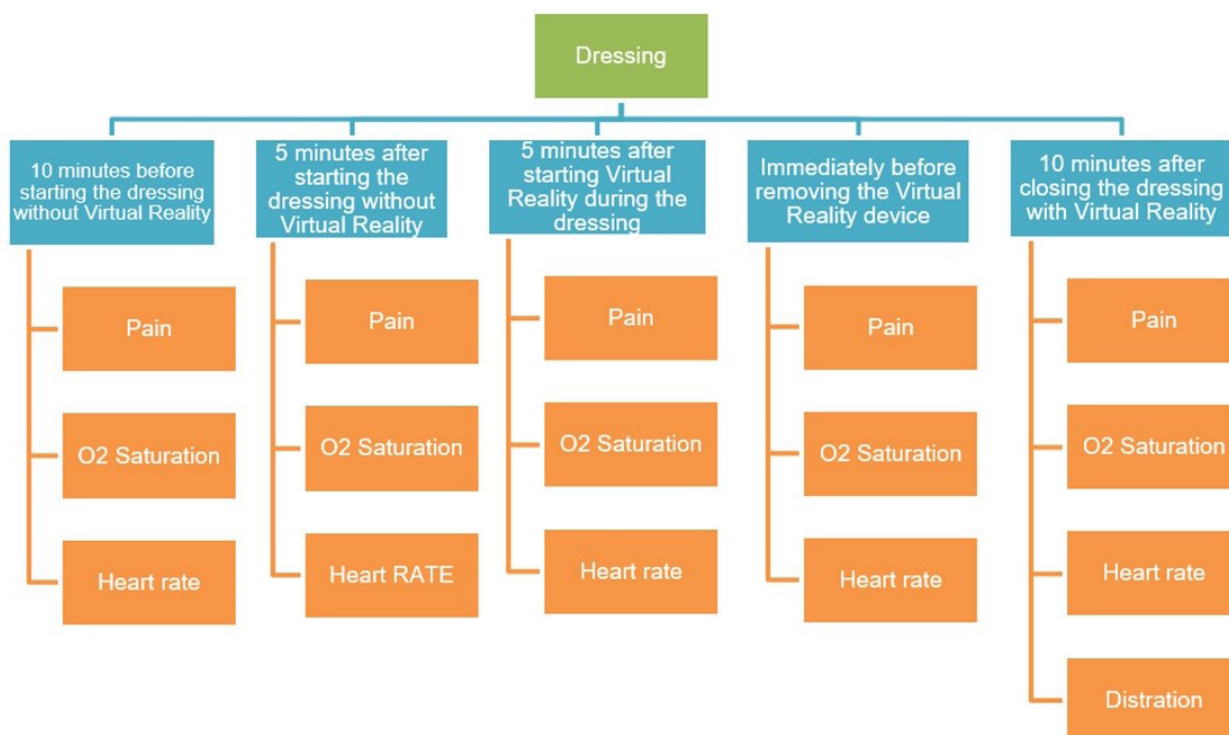 Dressing
10 minutes before
starting the dressing
without Virtual Reality
Pain
O2 Saturation
Heart rate
5 minutes after
starting the
dressing without
Virtual Reality
Pain
O2 Saturation
Heart RATE
5 minutes after
starting Virtual
Reality during the
dressing
Pain
O2 Saturation
Heart rate
Immediately before
removing the Virtual
Reality device
Pain
O2 Saturation
Heart rate
10 minutes after
closing the dressing
with Virtual Reality
Pain
O2 Saturation
Heart rate
Distration